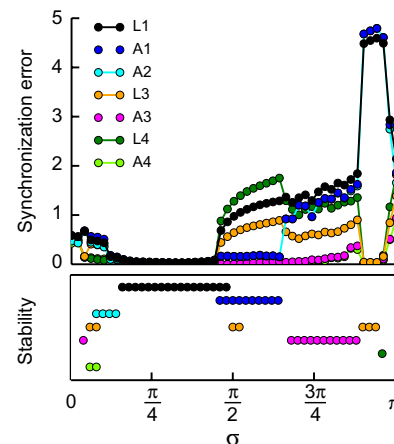 5
4
3
2
1
0
Synchronization error
L1
A1
A2
L3
A3
L4
A4
Stability
0
π/4
π/2
3π/4
π
σ